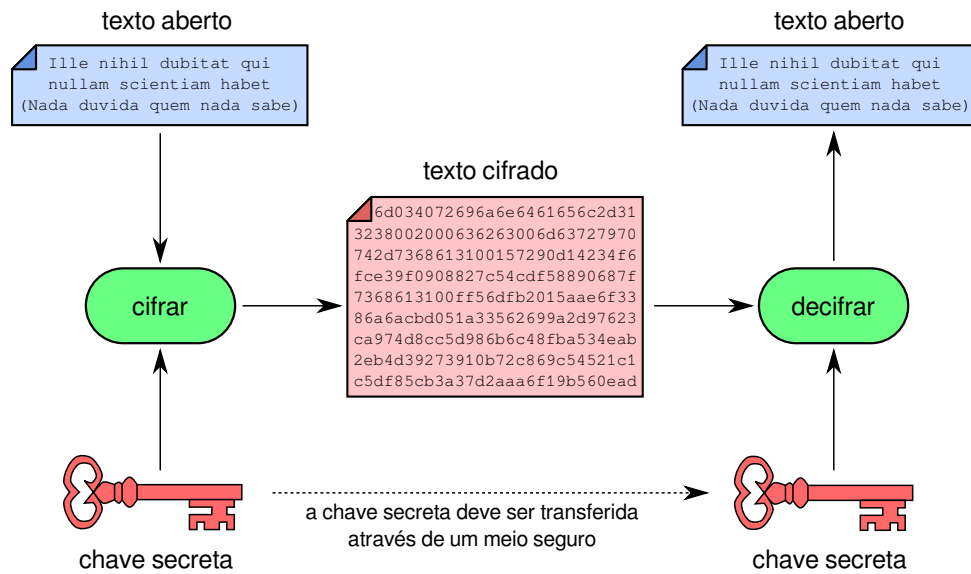 texto aberto
Ille nihil dubitat qui
nullam scientiam habet
(Nada duvida quem nada sabe)
texto aberto
Ille nihil dubitat qui
nullam scientiam habet
(Nada duvida quem nada sabe)
texto cifrado
6d034072696a6e6461656c2d31
3238002000636263006d63727970
742d7368613100157290d14234f6
fce39f0908827c54cdf58890687f
7368613100ff56dfb2015aae6f33
86a6acbd051a33562699a2d97623
ca974d8cc5d986b6c48fba534eab
2eb4d39273910b72c869c54521c1
c5df85cb3a37d2aaa6f19b560ead
cifrar
decifrar
a chave secreta deve ser transferida
através de um meio seguro
chave secreta
chave secreta